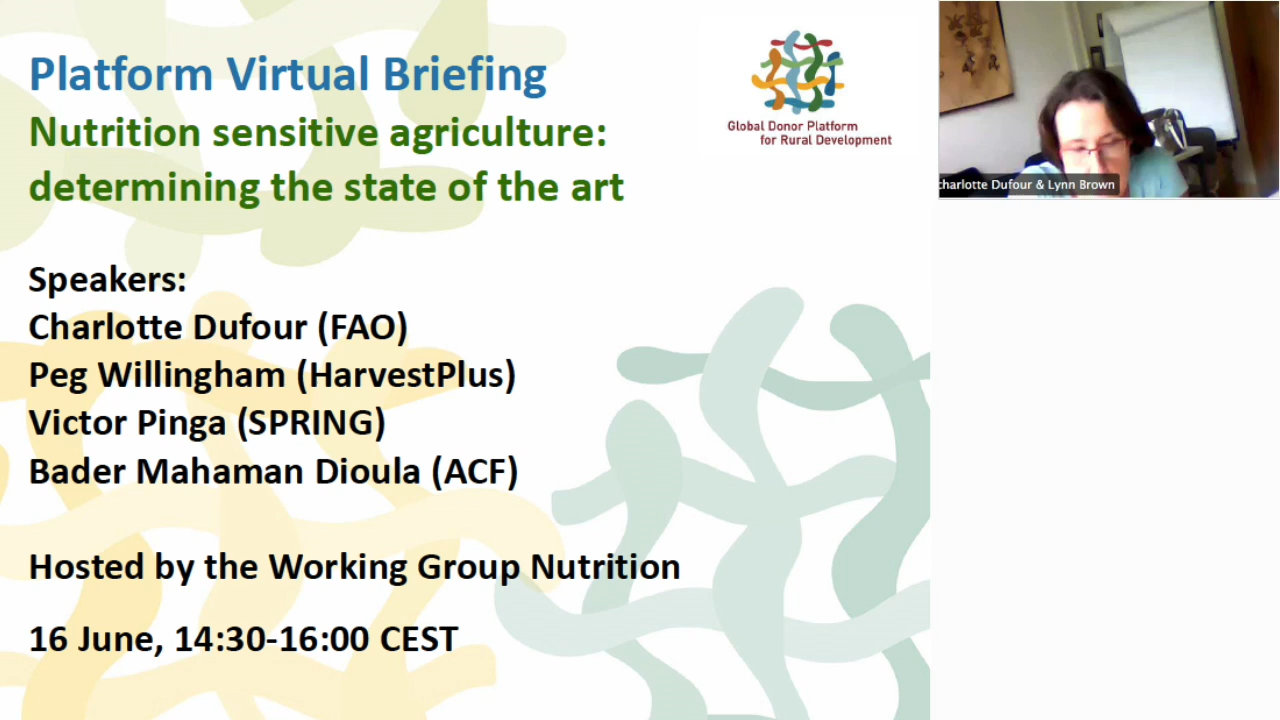 Platform Virtual Briefing
Nutrition sensitive agriculture:
determining the state of the art
Speakers:
Charlotte Dufour (FAO)
Peg Willingham (HarvestPlus)
Victor Pinga (SPRING)
Bader Mahaman Dioula (ACF)
Hosted by the Working Group Nutrition
16 June, 14:30-16:00 CEST
Global Donor Platform
for Rural Development
charlotte Dufour & Lynn Brown